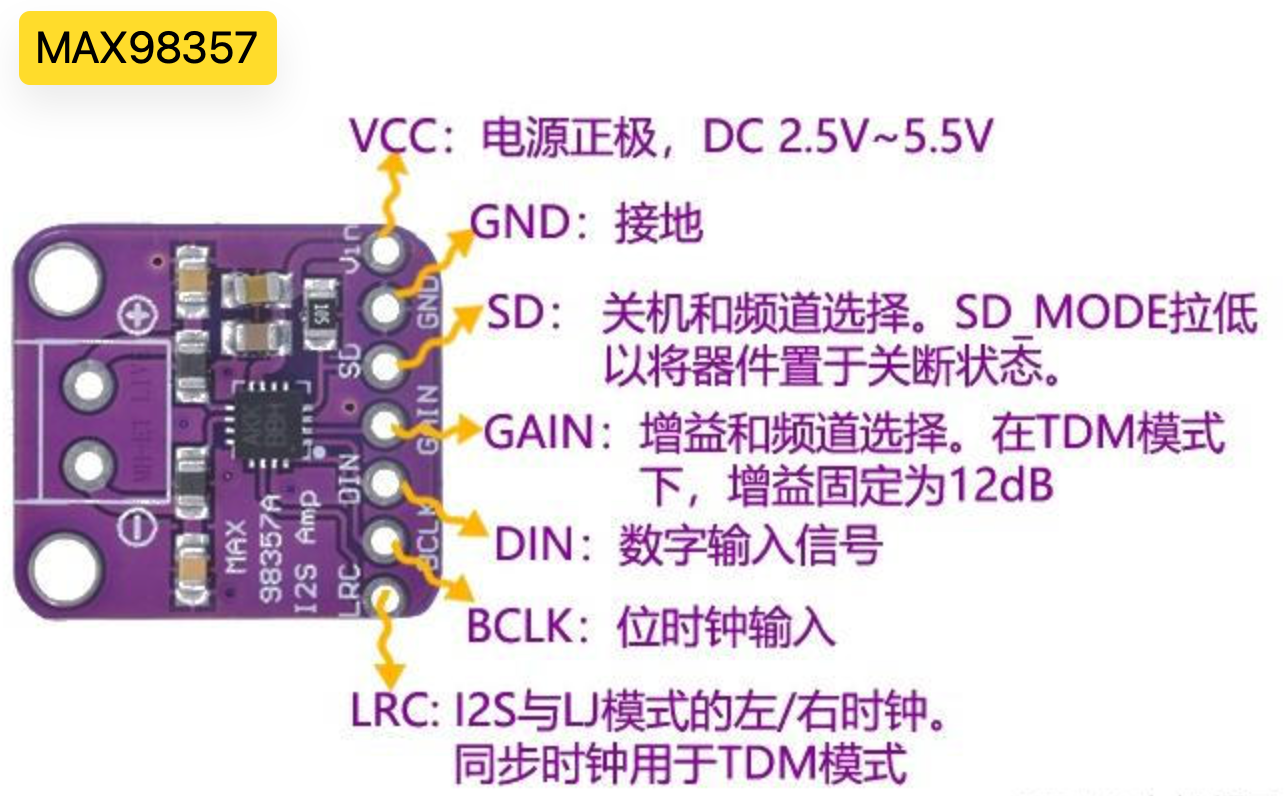 MAX98357
VCC：电源正极，DC 2.5V~5.5V
GND：接地
SD： 关机和频道选择。SD_MODE拉低
以将器件置于关断状态。
GAIN：增益和频道选择。在TDM模式
下，增益固定为12dB
DIN：数字输入信号
BCLK：位时钟输入
LRC: I2S与LJ模式的左/右时钟。
同步时钟用于TDM模式
Vin
GND
SD
GAIN
DIN
BCLK
LRC
MAX
98357A
I2S Amp
+
-